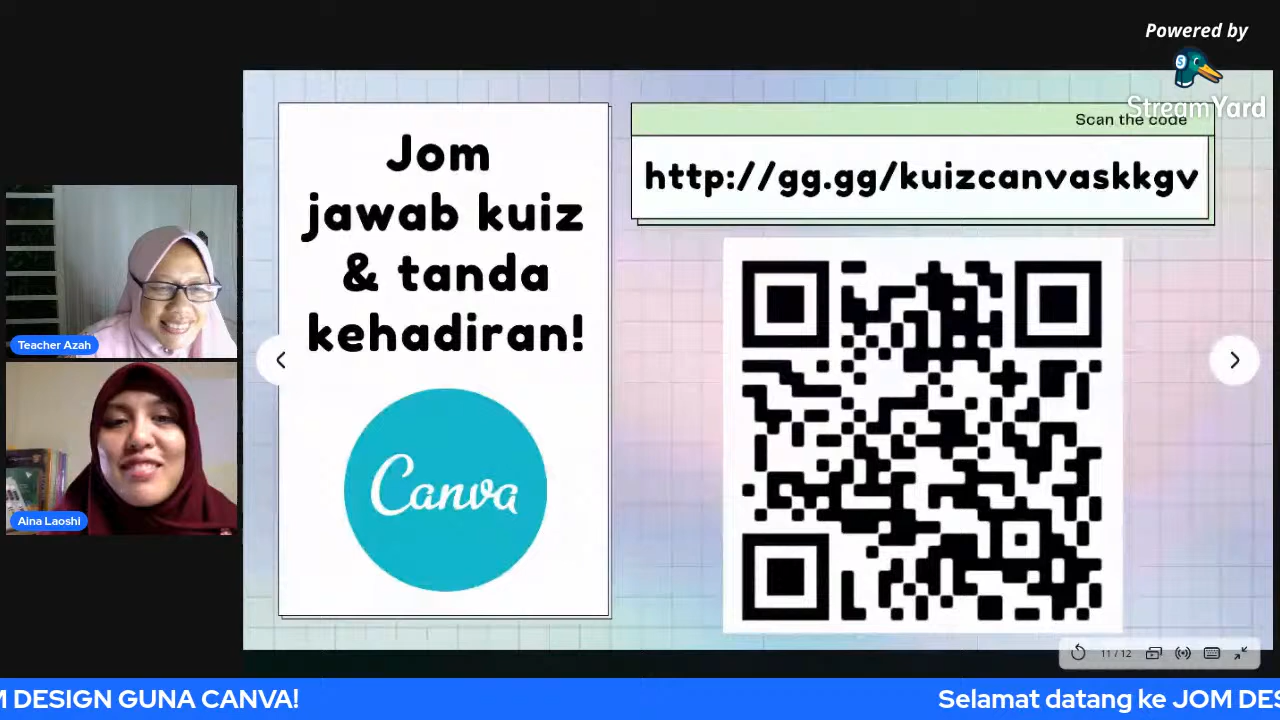 Powered by
StreamYard
Scan the code
http://gg.gg/kuizcanvaskkgv
Jom
jawab kuiz
& tanda
kehadiran!
Canva
Teacher Azah
Aina Laoshi
11 / 12
M DESIGN GUNA CANVA!
Selamat datang ke JOM DES